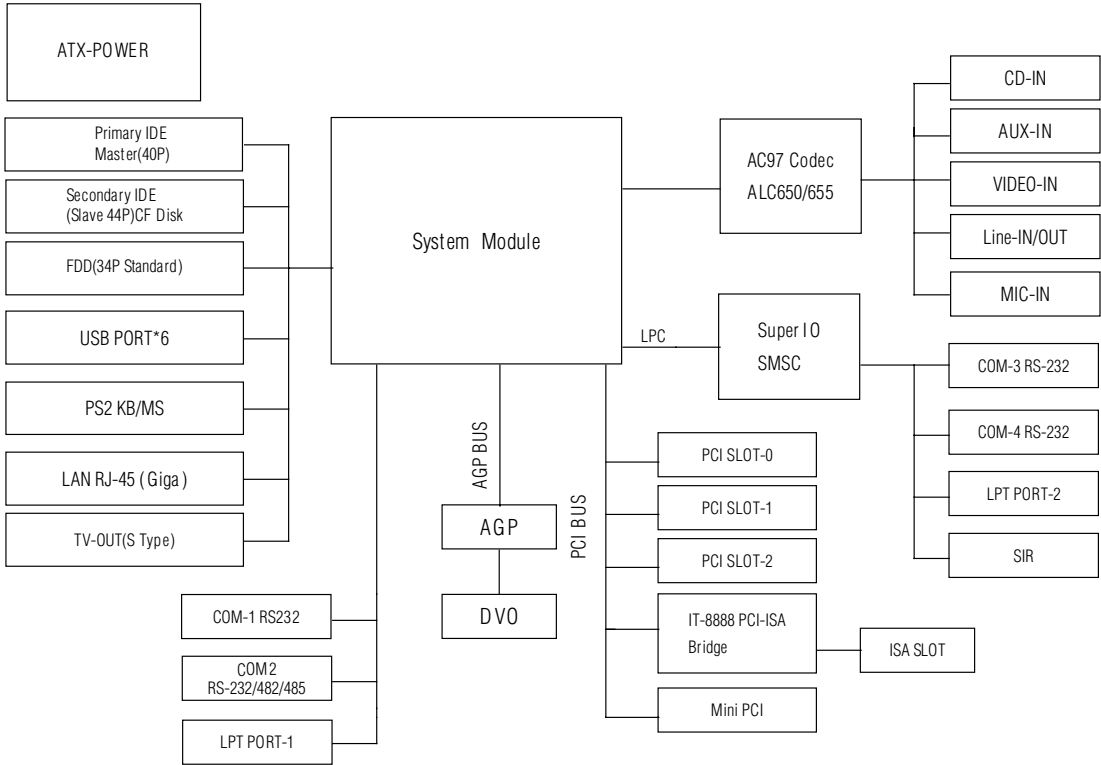 ATX-POWER
Primary IDE
Master(40P)
Secondary IDE
(Slave 44P)CF Disk
FDD(34P Standard)
USB PORT*6
PS2 KB/MS
LAN RJ-45 ( Giga )
TV-OUT(S Type)
System Module
AC97 Codec
ALC650/655
CD-IN
AUX-IN
VIDEO-IN
Line-IN/OUT
MIC-IN
LPC
Super IO
SMSC
COM-3 RS-232
COM-4 RS-232
LPT PORT-2
SIR
AGP BUS
AGP
DVO
PCI BUS
PCI SLOT-0
PCI SLOT-1
PCI SLOT-2
IT-8888 PCI-ISA
Bridge
ISA SLOT
Mini PCI
COM-1 RS232
COM2
RS-232/482/485
LPT PORT-1